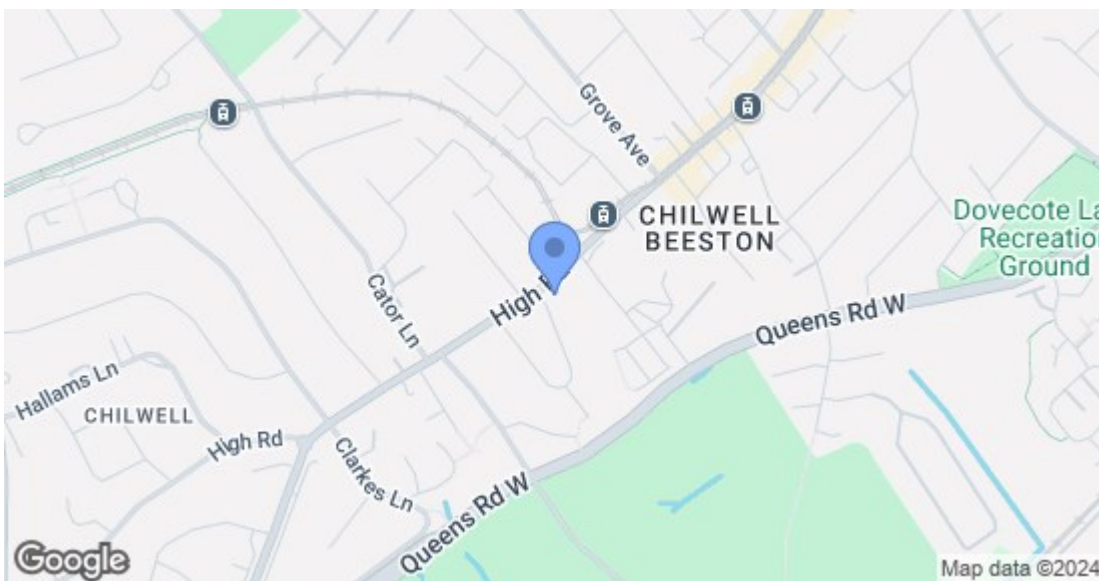 Grove Ave
CHILWELL
BEESTON
Dovecote La
Recreation
Ground
High
Cator Ln
Queens Rd W
Hallams Ln
CHILWELL
High Rd
Clarkes Ln
Queens Rd W
Google
Map data ©2024